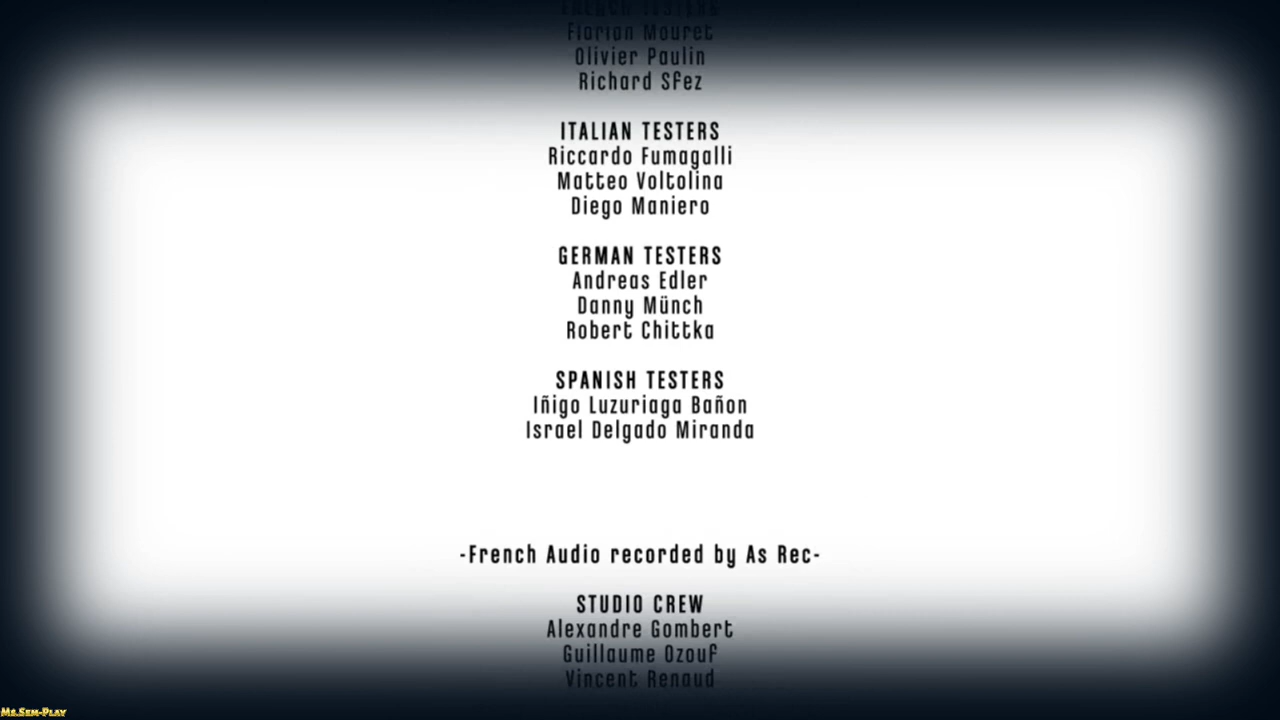 FRENCH TESTERS
Florian Mouret
Olivier Paulin
Richard Sfez
ITALIAN TESTERS
Riccardo Fumagalli
Matteo Voltolina
Diego Maniero
GERMAN TESTERS
Andreas Edler
Danny Münch
Robert Chittka
SPANISH TESTERS
Iñigo Luzuriaga Bañon
Israel Delgado Miranda
-French Audio recorded by As Rec-
STUDIO CREW
Alexandre Gombert
Guillaume Ozouf
Vincent Renaud
Ms.Sem-Play